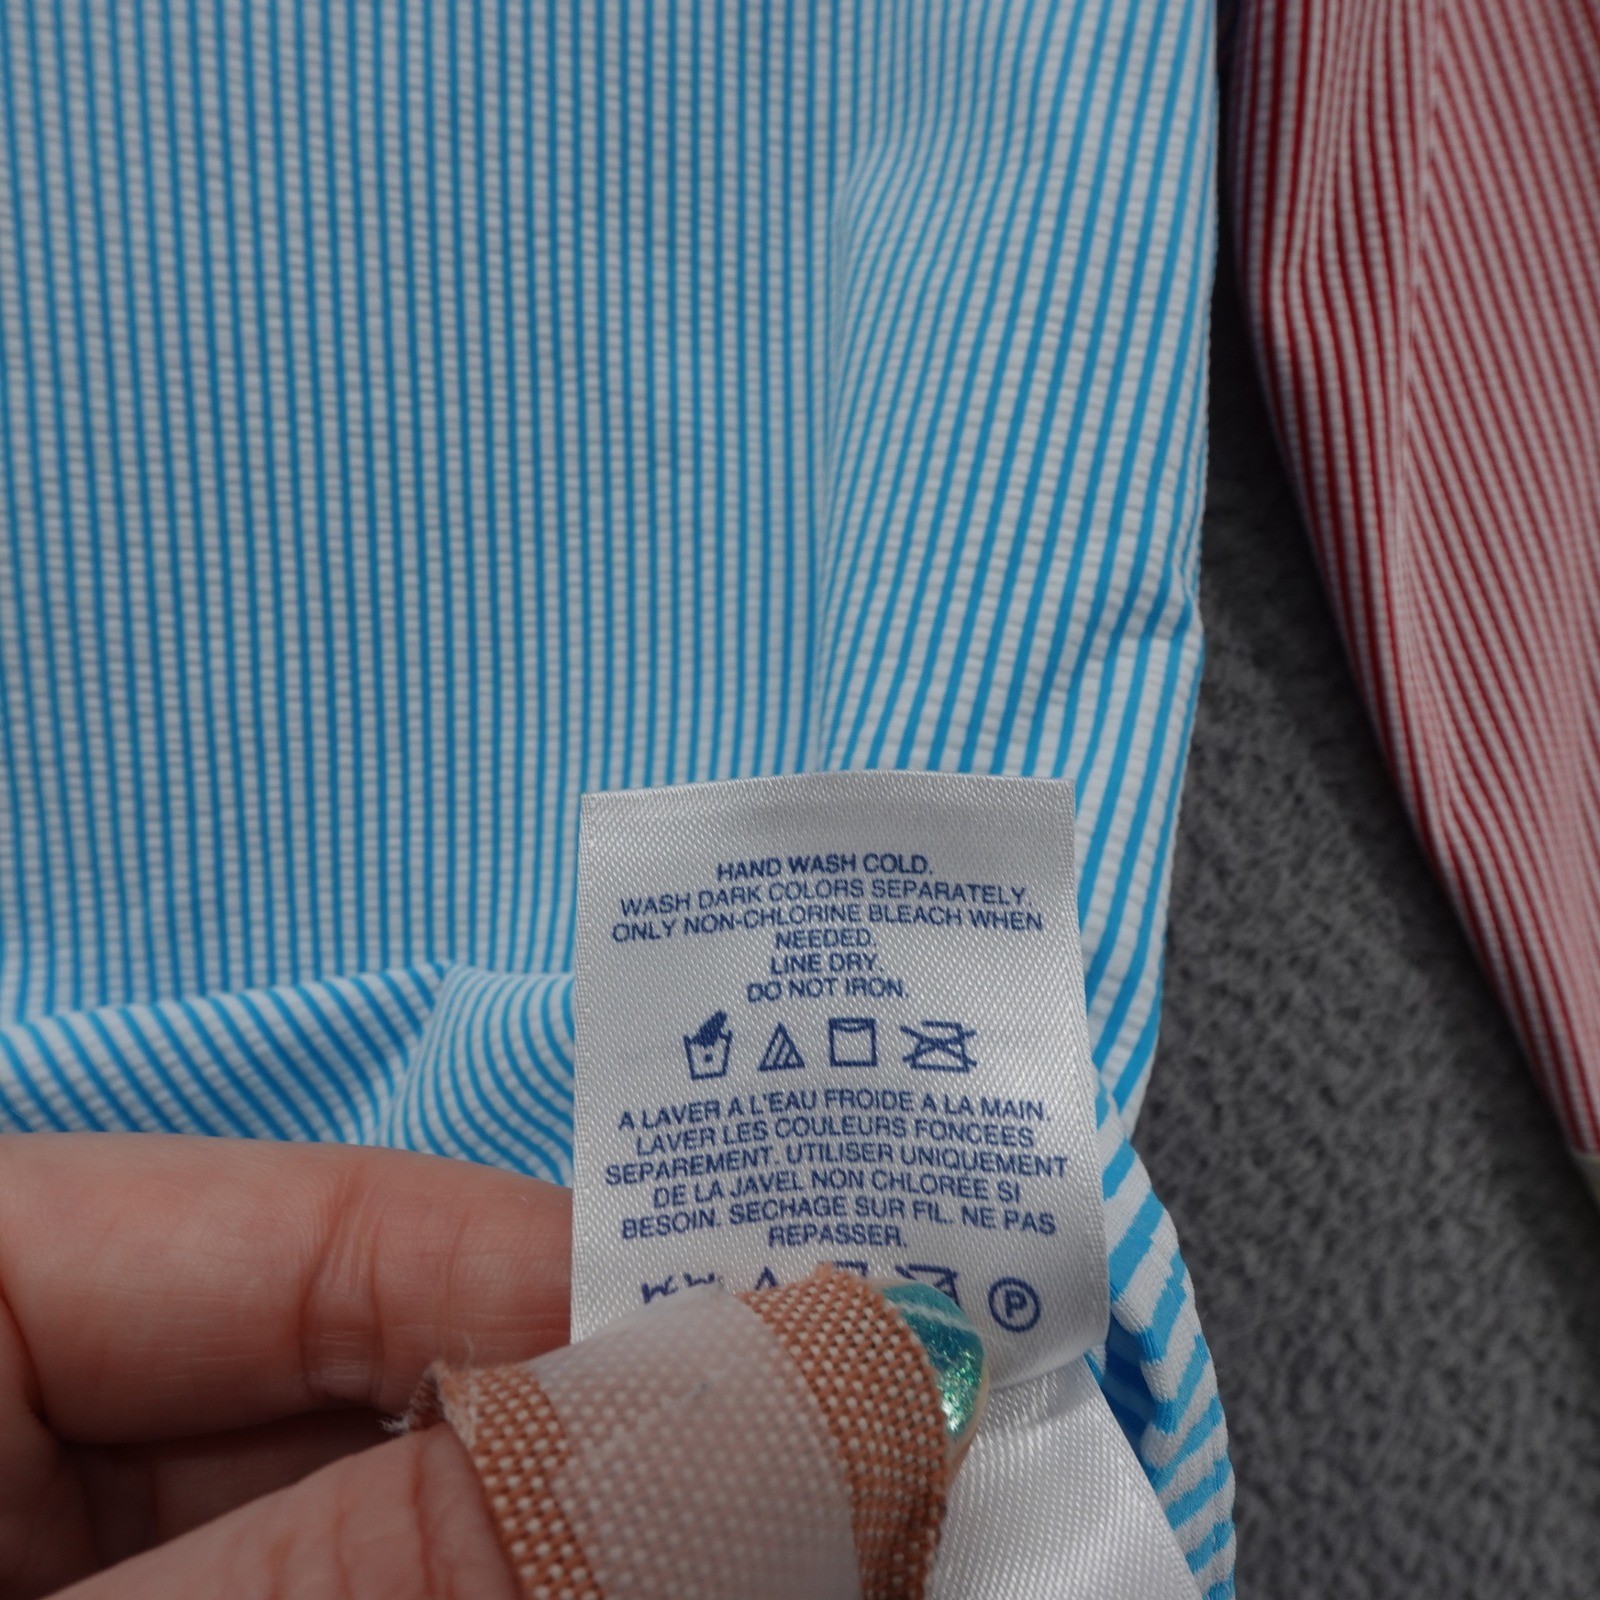 HAND WASH COLD.
WASH DARK COLORS SEPARATELY.
ONLY NON-CHLORINE BLEACH WHEN
NEEDED.
LINE DRY.
DO NOT IRON.
A LAVER A L'EAU FROIDE A LA MAIN.
LAVER LES COULEURS FONCEES
SEPAREMENT. UTILISER UNIQUEMENT
DE LA JAVEL NON CHLOREE SI
BESOIN. SECHAGE SUR FIL. NE PAS
REPASSER.
P